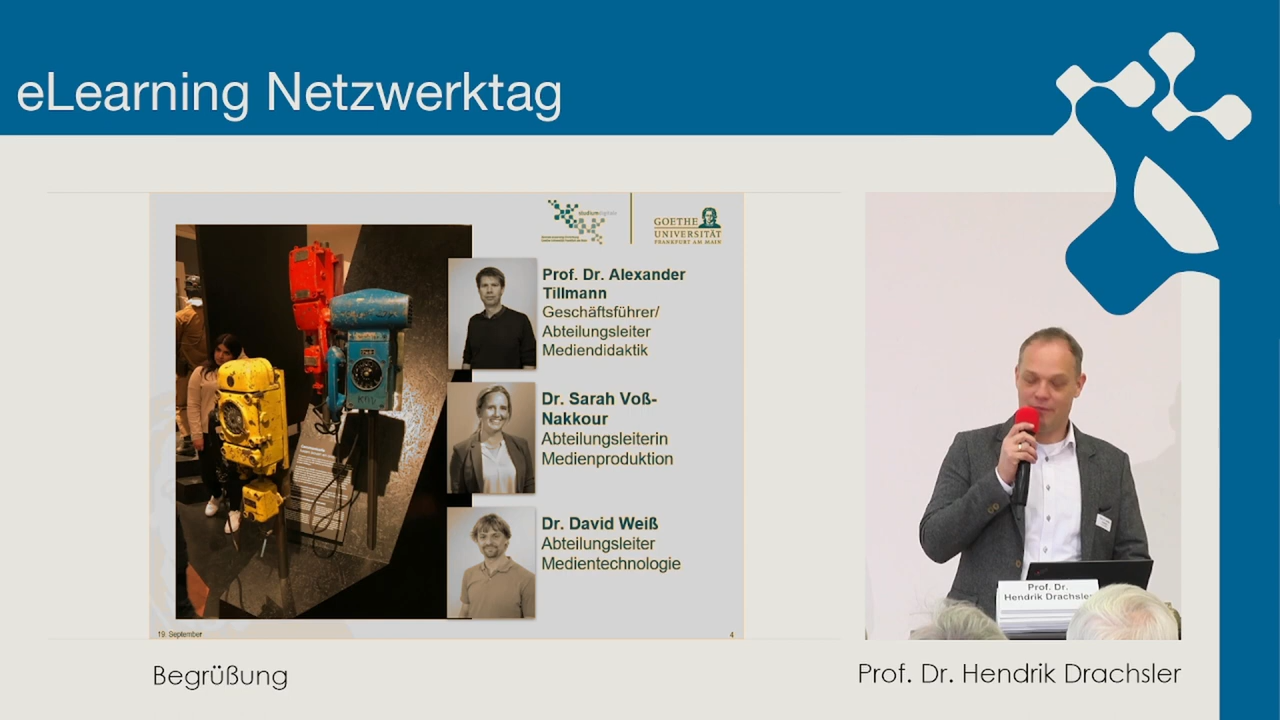 eLearning Netzwerktag
studiumdigitale
GOETHE
UNIVERSITÄT
FRANKFURT AM MAIN
Prof. Dr. Alexander
Tillmann
Geschäftsführer/
Abteilungsleiter
Mediendidaktik
Dr. Sarah Voß-
Nakkour
Abteilungsleiterin
Medienproduktion
Dr. David Weiß
Abteilungsleiter
Medientechnologie
19. September
4
Prof. Dr.
Hendrik Drachsler
Begrüßung
Prof. Dr. Hendrik Drachsler